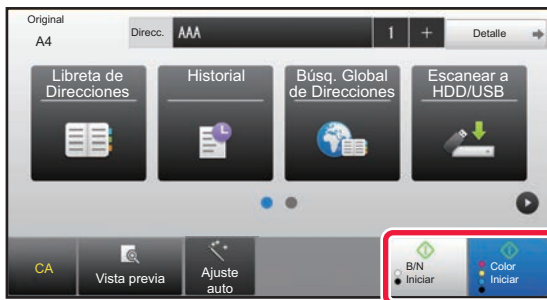 Original
A4
Direcc. AAA 1 + Detalle
Libreta de
Direcciones
Historial
Búsq. Global
de Direcciones
Escanear a
HDD/USB
CA
Vista previa
Ajuste
auto
B/N
Iniciar
Color
Iniciar